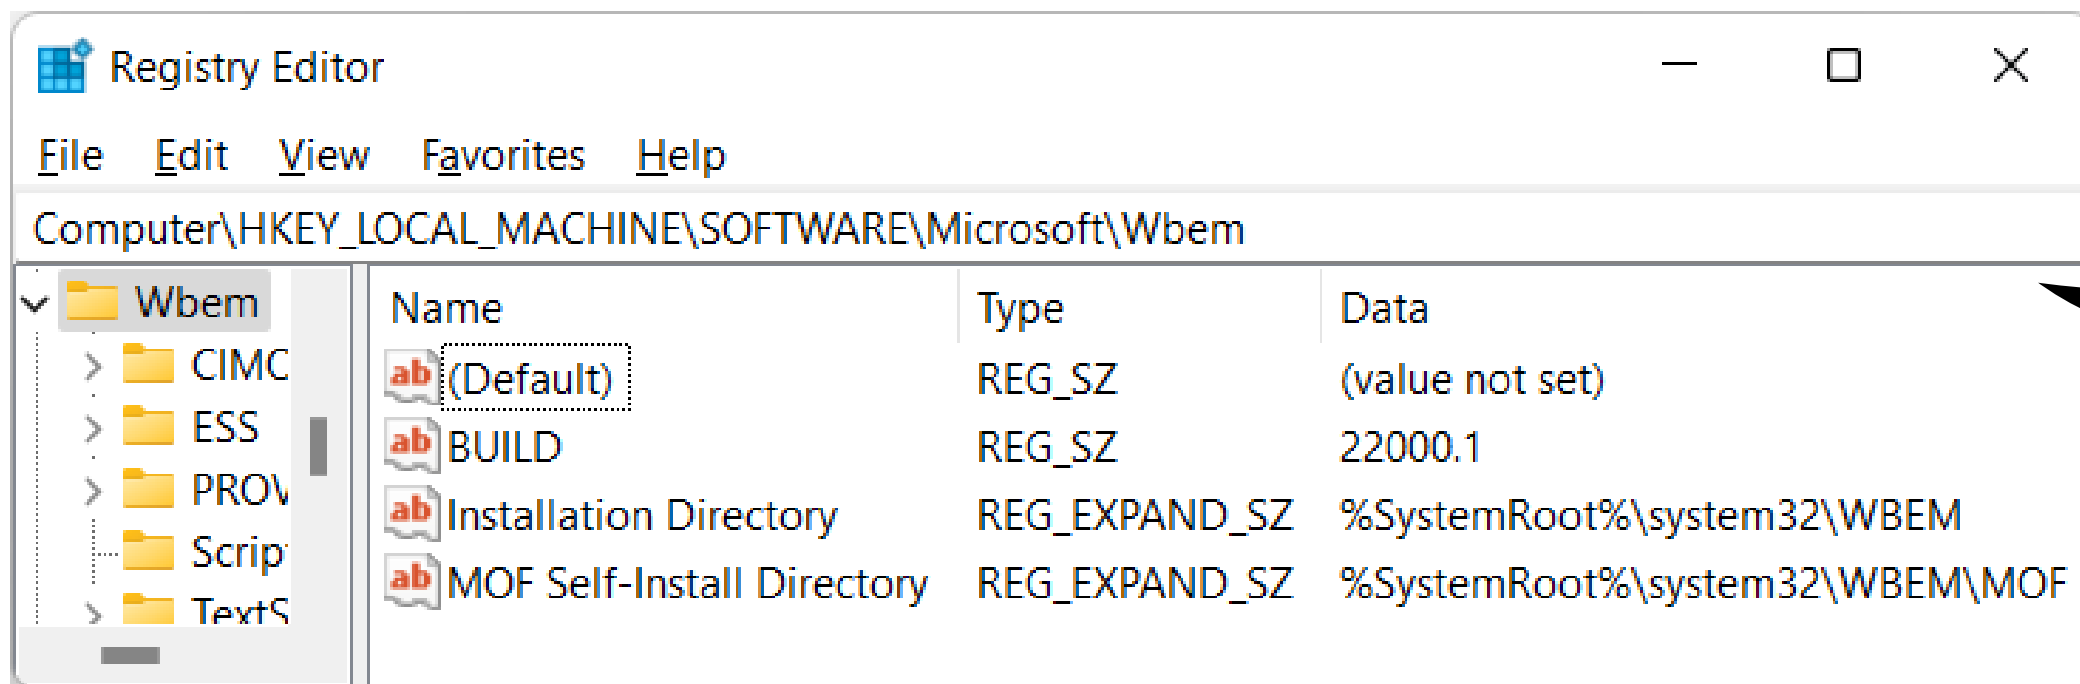 Registry Editor
File Edit View Favorites Help
Computer\HKEY_LOCAL_MACHINE\SOFTWARE\Microsoft\Wbem
Wbem
CIMC
ESS
PROV
Scrip
TextS
Name Type Data
ab (Default) REG_SZ (value not set)
ab BUILD REG_SZ 22000.1
ab Installation Directory REG_EXPAND_SZ %SystemRoot%\system32\WBEM
ab MOF Self-Install Directory REG_EXPAND_SZ %SystemRoot%\system32\WBEM\MOF